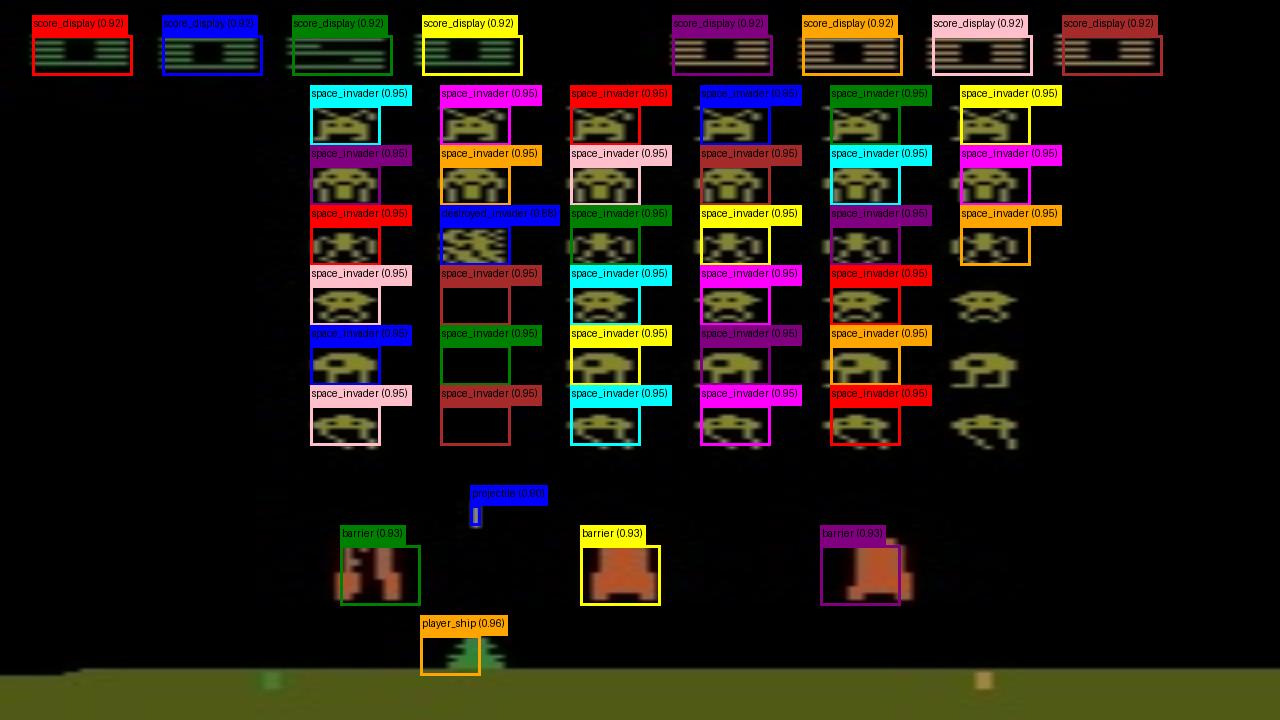 score_display (0.92) score_display (0.92) score_display (0.92) score_display (0.92) score_display (0.92) score_display (0.92) score_display (0.92) score_display (0.92)
space_invader (0.95) space_invader (0.95) space_invader (0.95) space_invader (0.95) space_invader (0.95) space_invader (0.95)
space_invader (0.95) space_invader (0.95) space_invader (0.95) space_invader (0.95) space_invader (0.95) space_invader (0.95)
space_invader (0.95) destroyed_invader (0.88) space_invader (0.95) space_invader (0.95) space_invader (0.95) space_invader (0.95)
space_invader (0.95) space_invader (0.95) space_invader (0.95) space_invader (0.95) space_invader (0.95)
space_invader (0.95) space_invader (0.95) space_invader (0.95) space_invader (0.95) space_invader (0.95)
space_invader (0.95) space_invader (0.95) space_invader (0.95) space_invader (0.95) space_invader (0.95)
projectile (0.90)
barrier (0.93) barrier (0.93) barrier (0.93)
player_ship (0.96)